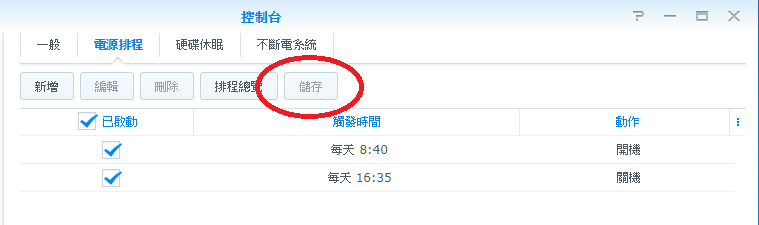 控制台
一般 電源排程 硬碟休眠 不斷電系統
新增 編輯 刪除 排程總覽 儲存
已啟動 觸發時間 動作
每天 8:40 開機
每天 16:35 關機